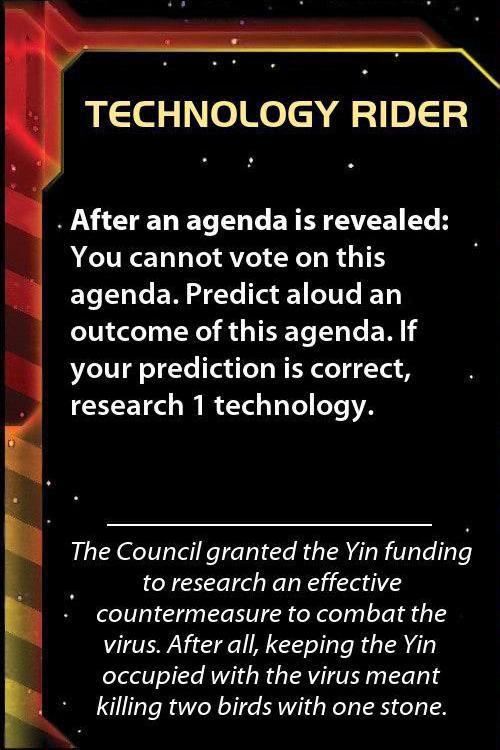 TECHNOLOGY RIDER
After an agenda is revealed:
You cannot vote on this
agenda. Predict aloud an
outcome of this agenda. If
your prediction is correct,
research 1 technology.
The Council granted the Yin funding
to research an effective
countermeasure to combat the
virus. After all, keeping the Yin
occupied with the virus meant
killing two birds with one stone.